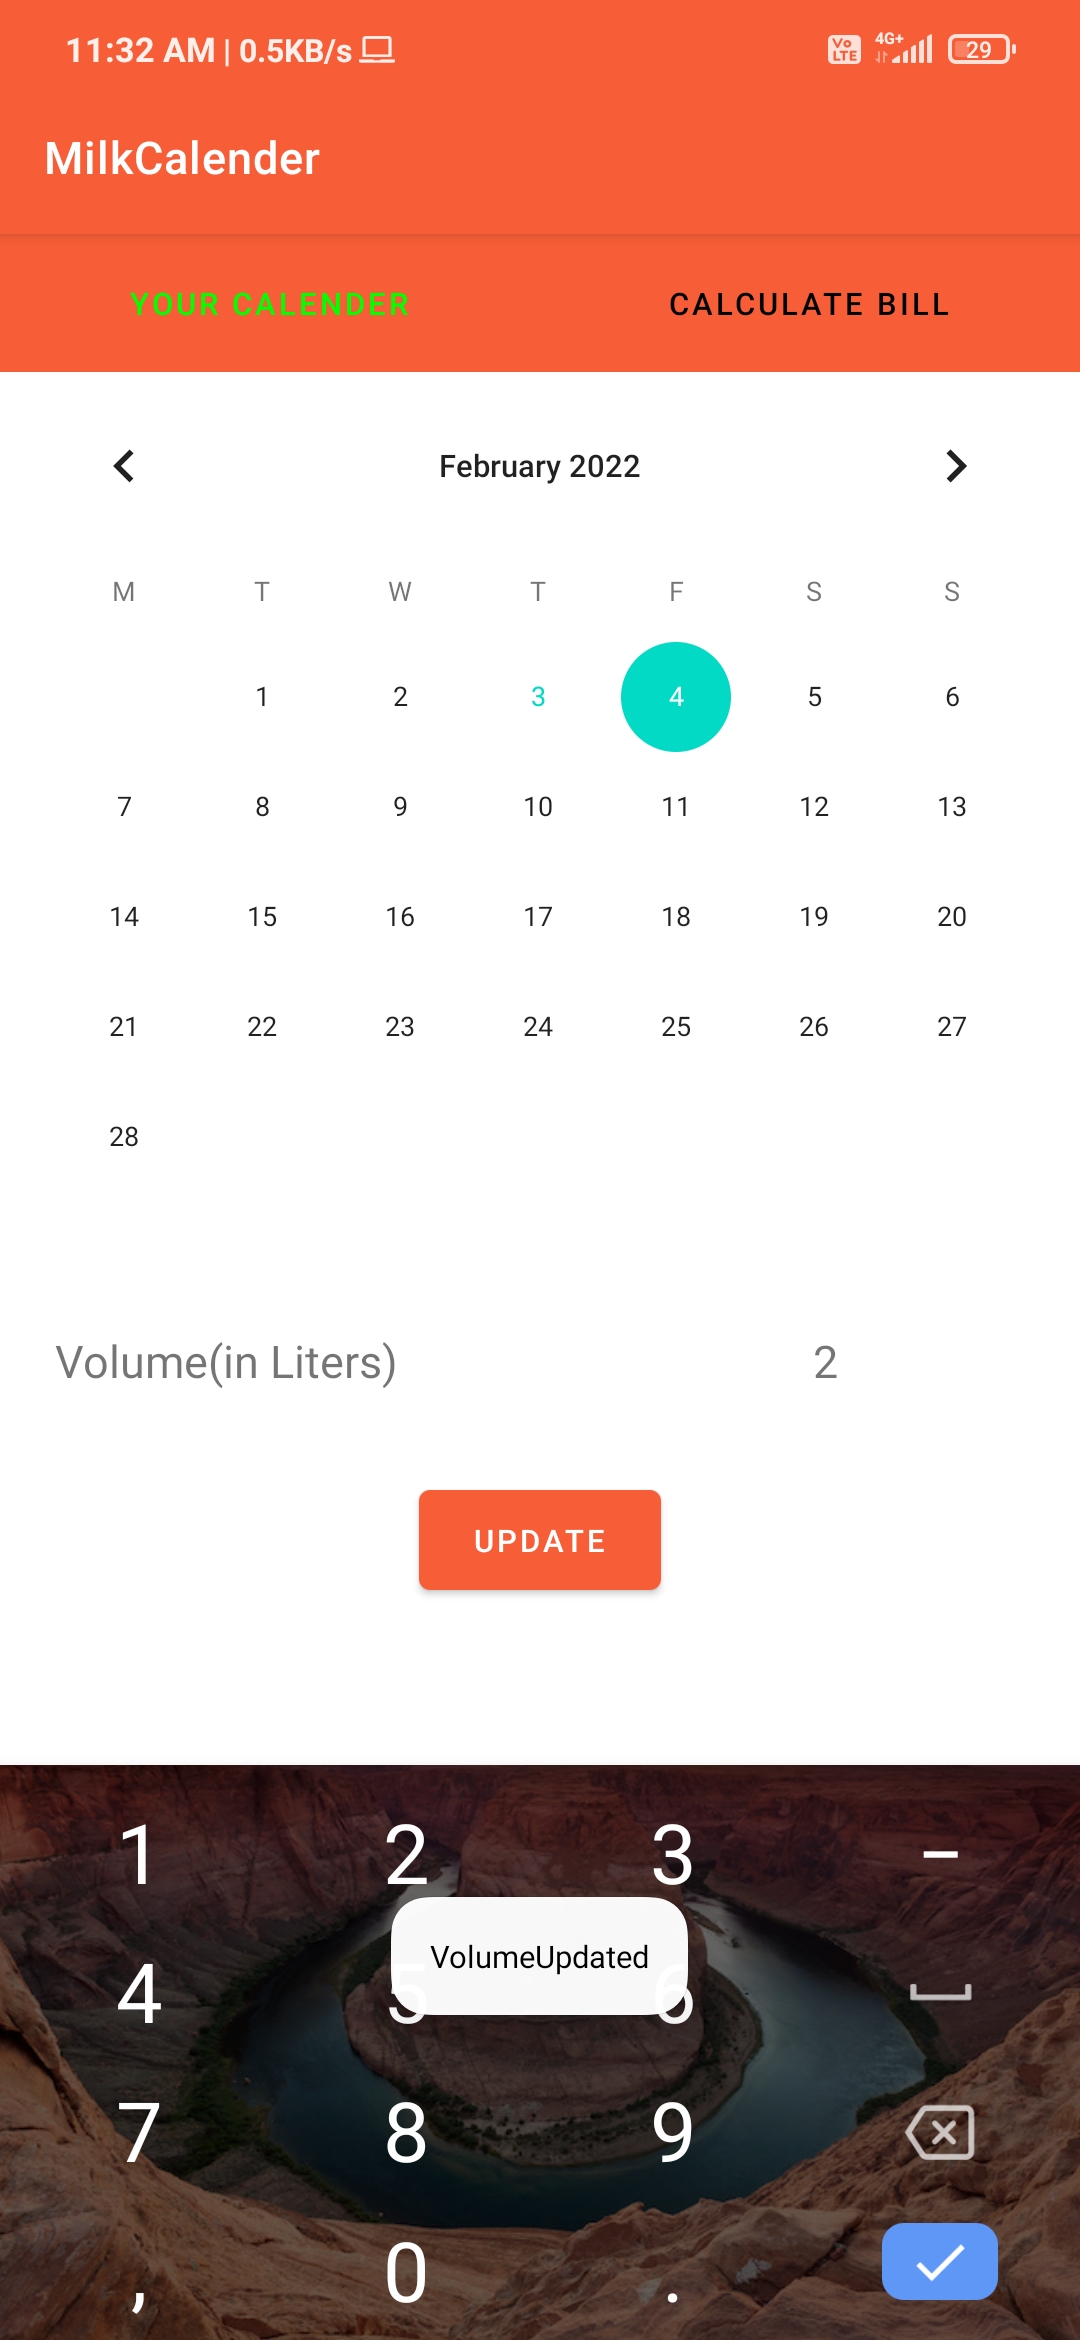 11:32 AM | 0.5KB/s Vo LTE 4G+ 29
MilkCalender
YOUR CALENDER CALCULATE BILL
February 2022
M T W T F S S
1 2 3 4 5 6
7 8 9 10 11 12 13
14 15 16 17 18 19 20
21 22 23 24 25 26 27
28
Volume(in Liters) 2
UPDATE
1 2 3 –
VolumeUpdated
4 5 6
7 8 9
, 0 .